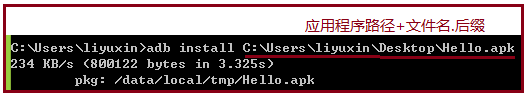 应用程序路径+文件名.后缀
C:\Users\liyuxin>adb install C:\Users\liyuxin\Desktop\Hello.apk
234 KB/s (800122 bytes in 3.325s)
pkg: /data/local/tmp/Hello.apk